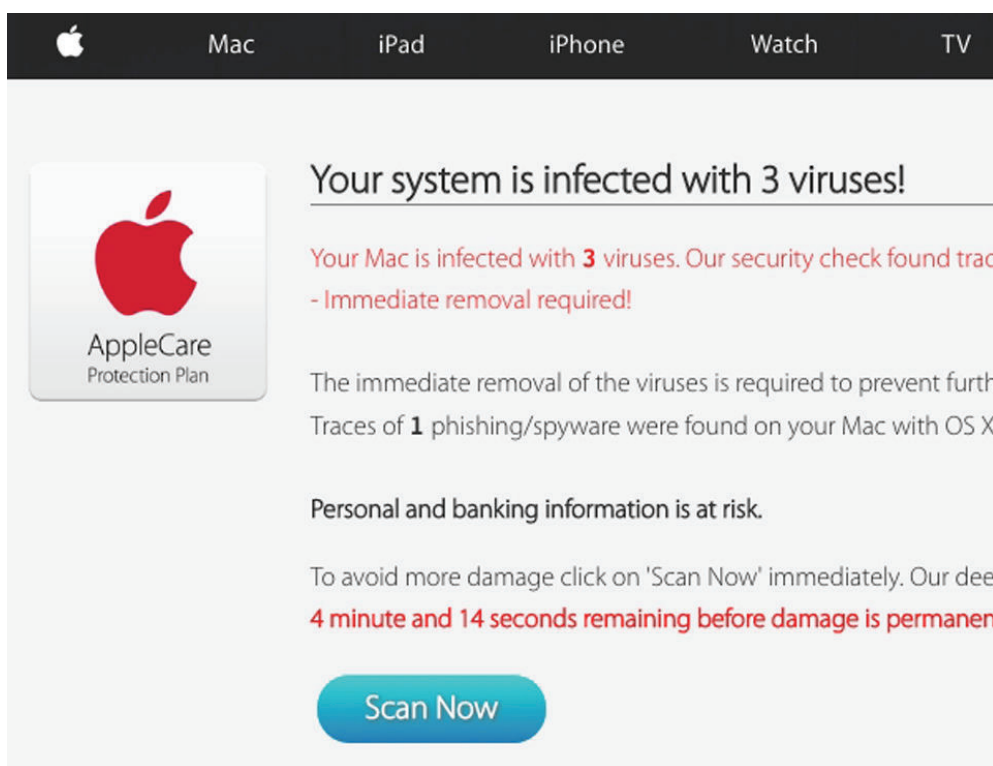 Mac iPad iPhone Watch TV
Your system is infected with 3 viruses!
Your Mac is infected with 3 viruses. Our security check found
- Immediate removal required!
AppleCare
Protection Plan
The immediate removal of the viruses is required to prevent
Traces of 1 phishing/spyware were found on your Mac with OS X
Personal and banking information is at risk.
To avoid more damage click on 'Scan Now' immediately. Our
4 minute and 14 seconds remaining before damage is
Scan Now